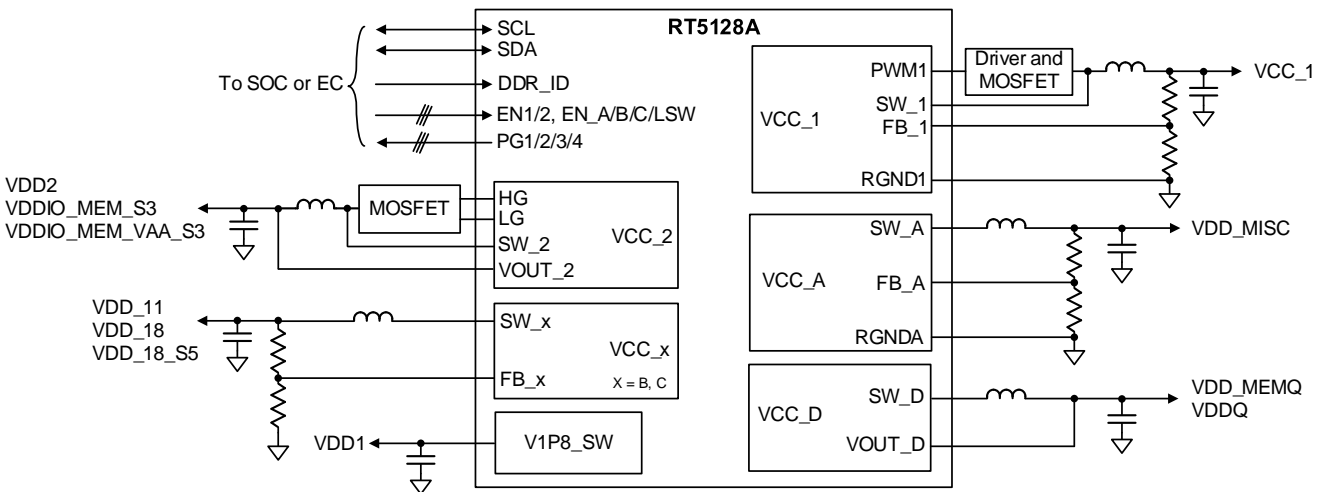 RT5128A
To SOC or EC
SCL
SDA
DDR_ID
EN1/2, EN_A/B/C/LSW
PG1/2/3/4
VDD2
VDDIO_MEM_S3
VDDIO_MEM_VAA_S3
MOSFET
HG
LG
SW_2
VOUT_2
VCC_2
VDD_11
VDD_18
VDD_18_S5
SW_x
FB_x
VCC_x
X = B, C
VDD1
V1P8_SW
VCC_1
PWM1
SW_1
FB_1
RGND1
Driver and
MOSFET
VCC_1
VCC_A
SW_A
FB_A
RGNDA
VDD_MISC
VCC_D
SW_D
VOUT_D
VDD_MEMQ
VDDQ